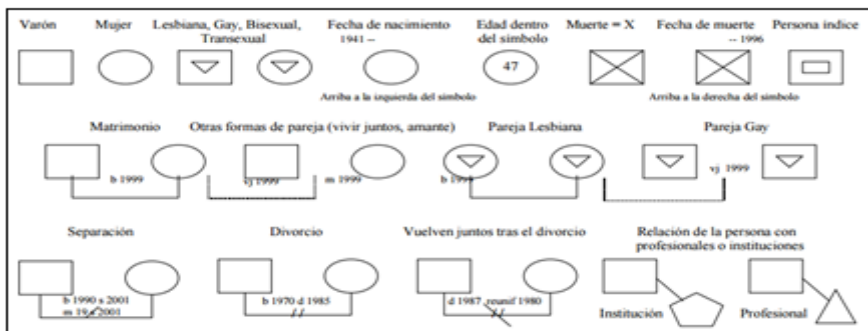 Varón Mujer Lesbiana, Gay, Bisexual, Transexual Fecha de nacimiento Edad dentro del símbolo Muerte = X Fecha de muerte Persona índice
1941 --
-- 1996
47
Arriba a la izquierda del símbolo Arriba a la derecha del símbolo
Matrimonio Otras formas de pareja (vivir juntos, amante) Pareja Lesbiana Pareja Gay
b 1999 vj 1999 m 1999 vj 1999
Separación Divorcio Vuelven juntos tras el divorcio Relación de la persona con
profesionales o instituciones
b 1990 s 2001 b 1970 d 1985 d 1987 reunif 1980
2001
Institución Profesional